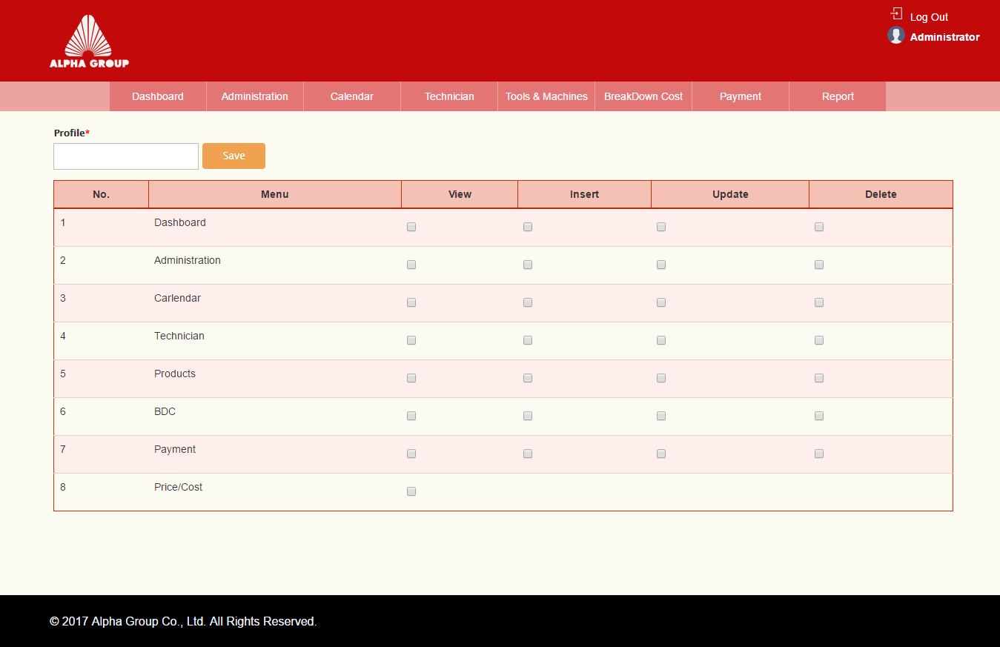 ALPHA GROUP
Log Out
Administrator
Dashboard Administration Calendar Technician Tools & Machines BreakDown Cost Payment Report
Profile*
Save
No. Menu View Insert Update Delete
1 Dashboard
2 Administration
3 Carlendar
4 Technician
5 Products
6 BDC
7 Payment
8 Price/Cost
© 2017 Alpha Group Co., Ltd. All Rights Reserved.